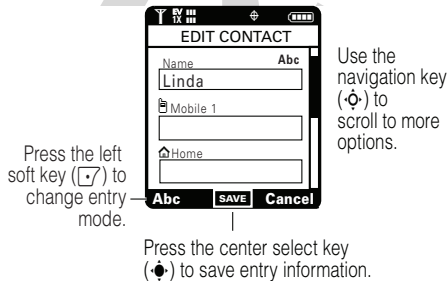 EV
1X
EDIT CONTACT
Name Abc
Linda
Mobile 1
Home
Abc SAVE Cancel
Use the
navigation key
() to
scroll to more
options.
Press the left
soft key () to
change entry
mode.
Press the center select key
() to save entry information.